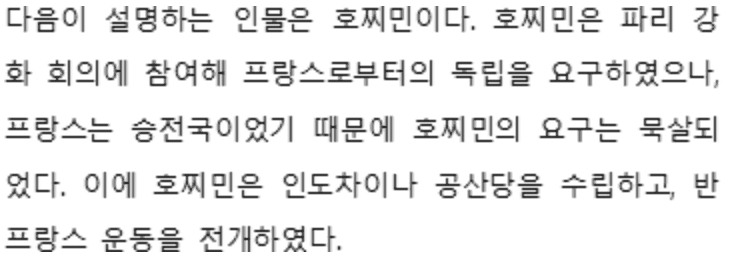 다음이 설명하는 인물은 호찌민이다. 호찌민은 파리 강
화 회의에 참여해 프랑스로부터의 독립을 요구하였으나,
프랑스는 승전국이었기 때문에 호찌민의 요구는 묵살되
었다. 이에 호찌민은 인도차이나 공산당을 수립하고, 반
프랑스 운동을 전개하였다.